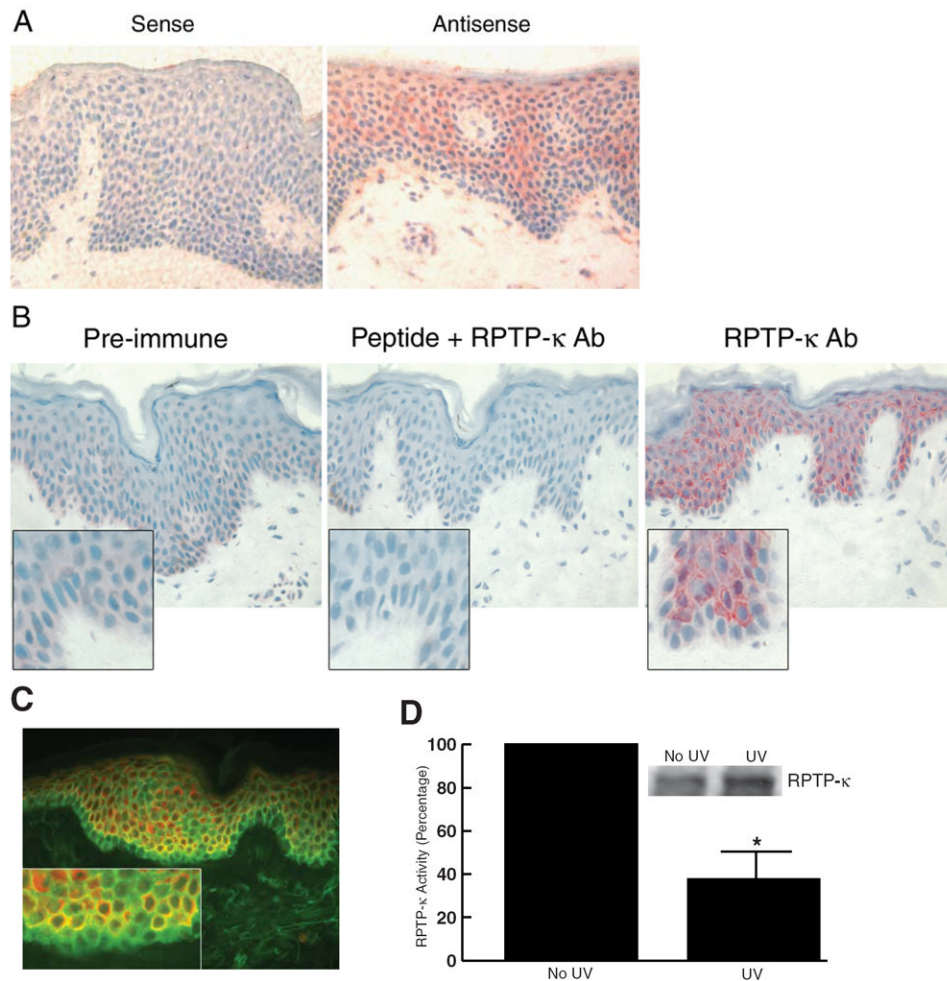 A
Sense
Antisense
B
Pre-immune
Peptide + RPTP-κ Ab
RPTP-κ Ab
C
D
RPTP-κ Activity (Percentage)
100
80
60
40
20
0
No UV
UV
RPTP-κ
*
No UV
UV